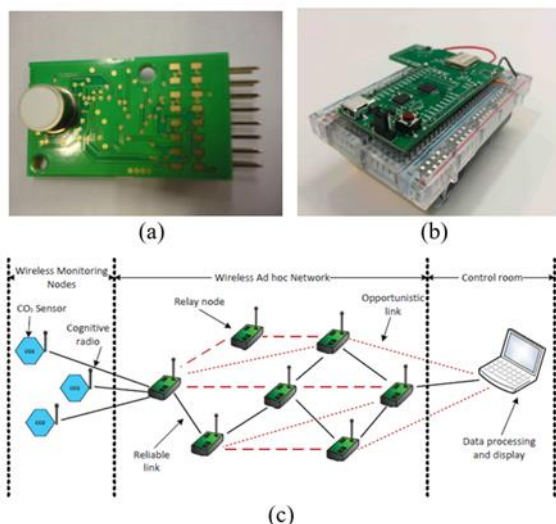 (a)
(b)
Wireless Monitoring
Nodes
Wireless Ad hoc Network
Control room
CO₂ Sensor
Cognitive
radio
Relay node
Opportunistic
link
Reliable
link
Data processing
and display
(c)